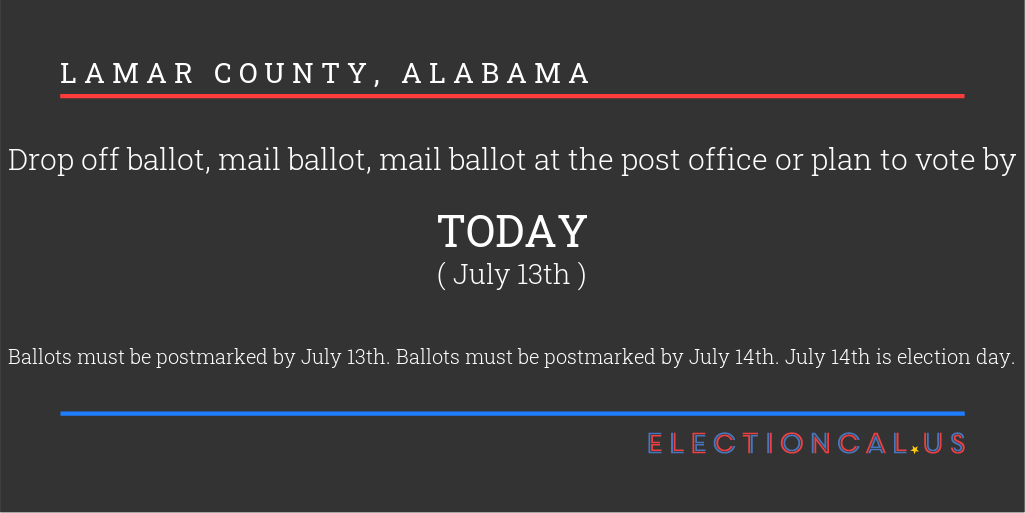 LAMAR COUNTY, ALABAMA
Drop off ballot, mail ballot, mail ballot at the post office or plan to vote by
TODAY
( July 13th )
Ballots must be postmarked by July 13th. Ballots must be postmarked by July 14th. July 14th is election day.
ELECTIONCAL.US